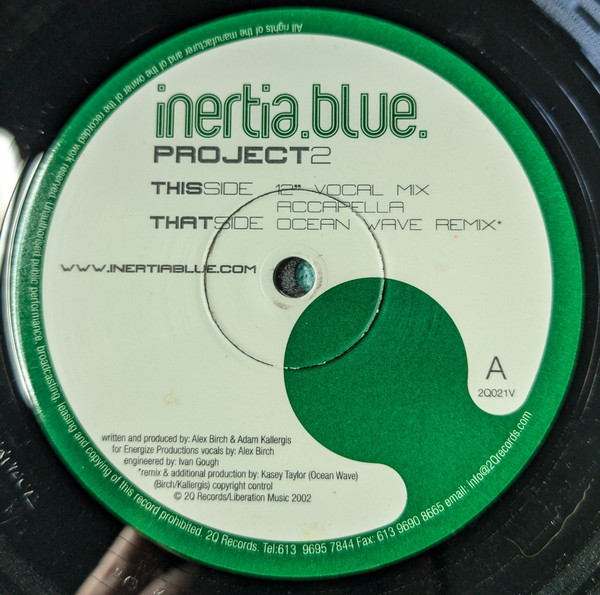 inertia.blue.
PROJECT2
THISSIDE 12" VOCAL MIX
ACCAPELLA
THATSIDE OCEAN WAVE REMIX*
WWW.INERTIABLUE.COM
A
2Q021V
written and produced by: Alex Birch & Adam Kallergis
for Energize Productions vocals by: Alex Birch
engineered by: Ivan Gough
*remix & additional production by: Kasey Taylor (Ocean Wave)
(Birch/Kallergis) copyright control
© 2Q Records/Liberation Music 2002
All rights of the manufacturer and of the owner of the recorded work reserved. Unauthorised public performance, broadcasting, leasing and copying of this record prohibited. 2Q Records. Tel:613 9695 7844 Fax: 613 9690 8665 email: info@2Qrecords.com